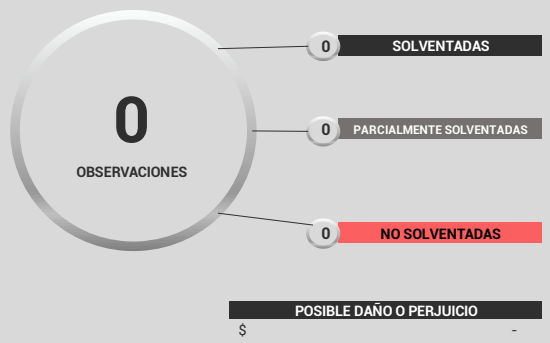 0
OBSERVACIONES
0 SOLVENTADAS
0 PARCIALMENTE SOLVENTADAS
0 NO SOLVENTADAS
POSIBLE DAÑO O PERJUICIO
$ -